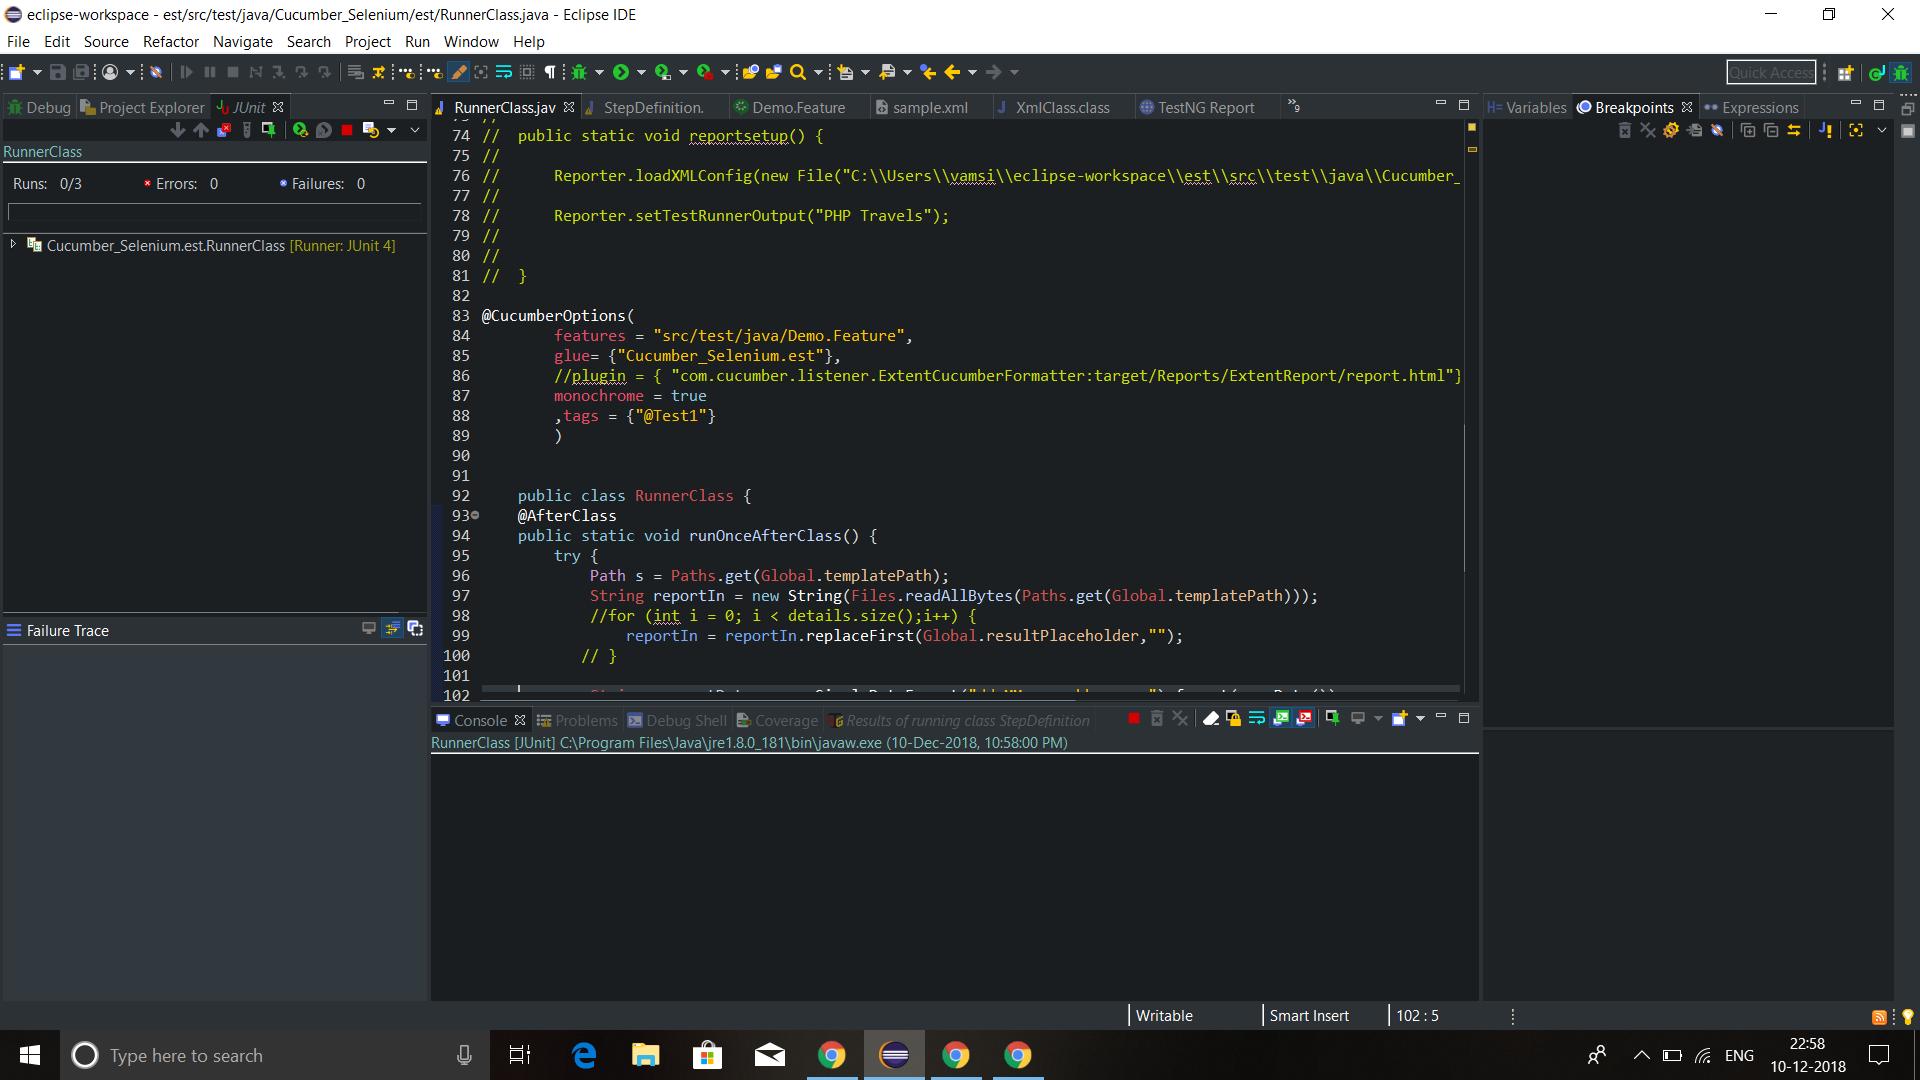 eclipse-workspace - est/src/test/java/Cucumber_Selenium/est/RunnerClass.java - Eclipse IDE
File Edit Source Refactor Navigate Search Project Run Window Help
Quick Access
Debug Project Explorer JUnit
RunnerClass
Runs: 0/3 Errors: 0 Failures: 0
Cucumber_Selenium.est.RunnerClass [Runner: JUnit 4]
Failure Trace
RunnerClass.jav StepDefinition. Demo.Feature sample.xml XmlClass.class TestNG Report »9
74 // public static void reportsetup() {
75 //
76 // Reporter.loadXMLConfig(new File("C:\\Users\\vamsi\\eclipse-workspace\\est\\src\\test\\java\\Cucumber_
77 //
78 // Reporter.setTestRunnerOutput("PHP Travels");
79 //
80 //
81 // }
82
83 @CucumberOptions(
84 features = "src/test/java/Demo.Feature",
85 glue= {"Cucumber_Selenium.est"},
86 //plugin = { "com.cucumber.listener.ExtentCucumberFormatter:target/Reports/ExtentReport/report.html"}
87 monochrome = true
88 ,tags = {"@Test1"}
89 )
90
91
92 public class RunnerClass {
93 @AfterClass
94 public static void runOnceAfterClass() {
95 try {
96 Path s = Paths.get(Global.templatePath);
97 String reportIn = new String(Files.readAllBytes(Paths.get(Global.templatePath)));
98 //for (int i = 0; i < details.size();i++) {
99 reportIn = reportIn.replaceFirst(Global.resultPlaceholder,"");
100 // }
101
102
Variables Breakpoints Expressions
Console Problems Debug Shell Coverage Results of running class StepDefinition
RunnerClass [JUnit] C:\Program Files\Java\jre1.8.0_181\bin\javaw.exe (10-Dec-2018, 10:58:00 PM)
Writable Smart Insert 102 : 5
Type here to search
ENG
22:58
10-12-2018